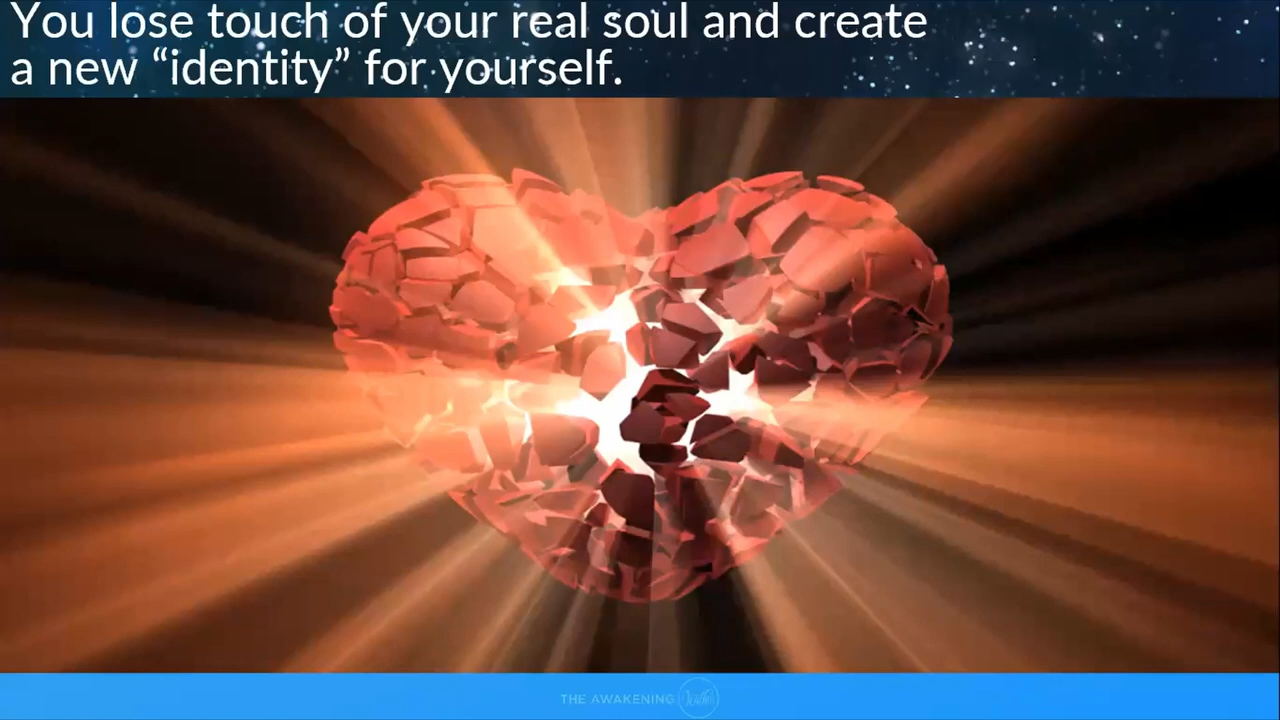 You lose touch of your real soul and create
a new “identity” for yourself.
THE AWAKENING